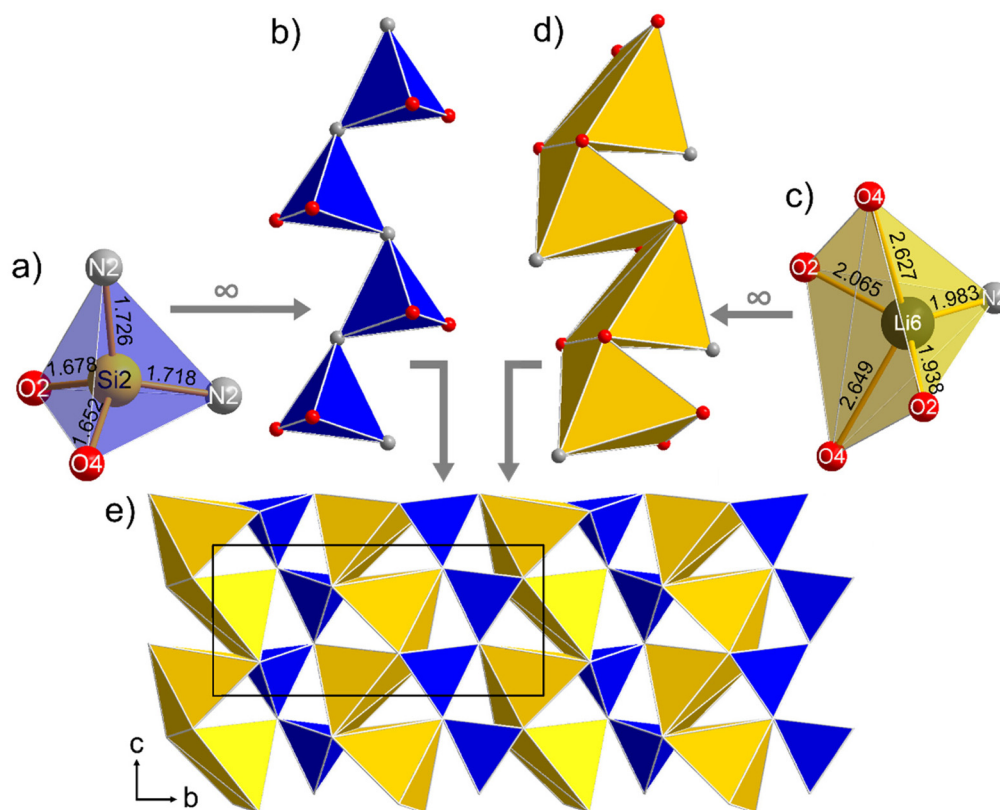 b)
d)
a)
N2
1.726
1.678
Si2
1.718
O2
N2
1.652
O4
∞
c)
O4
2.627
O2
2.065
1.983
N2
Li6
1.938
2.649
O2
O4
∞
e)
c
b